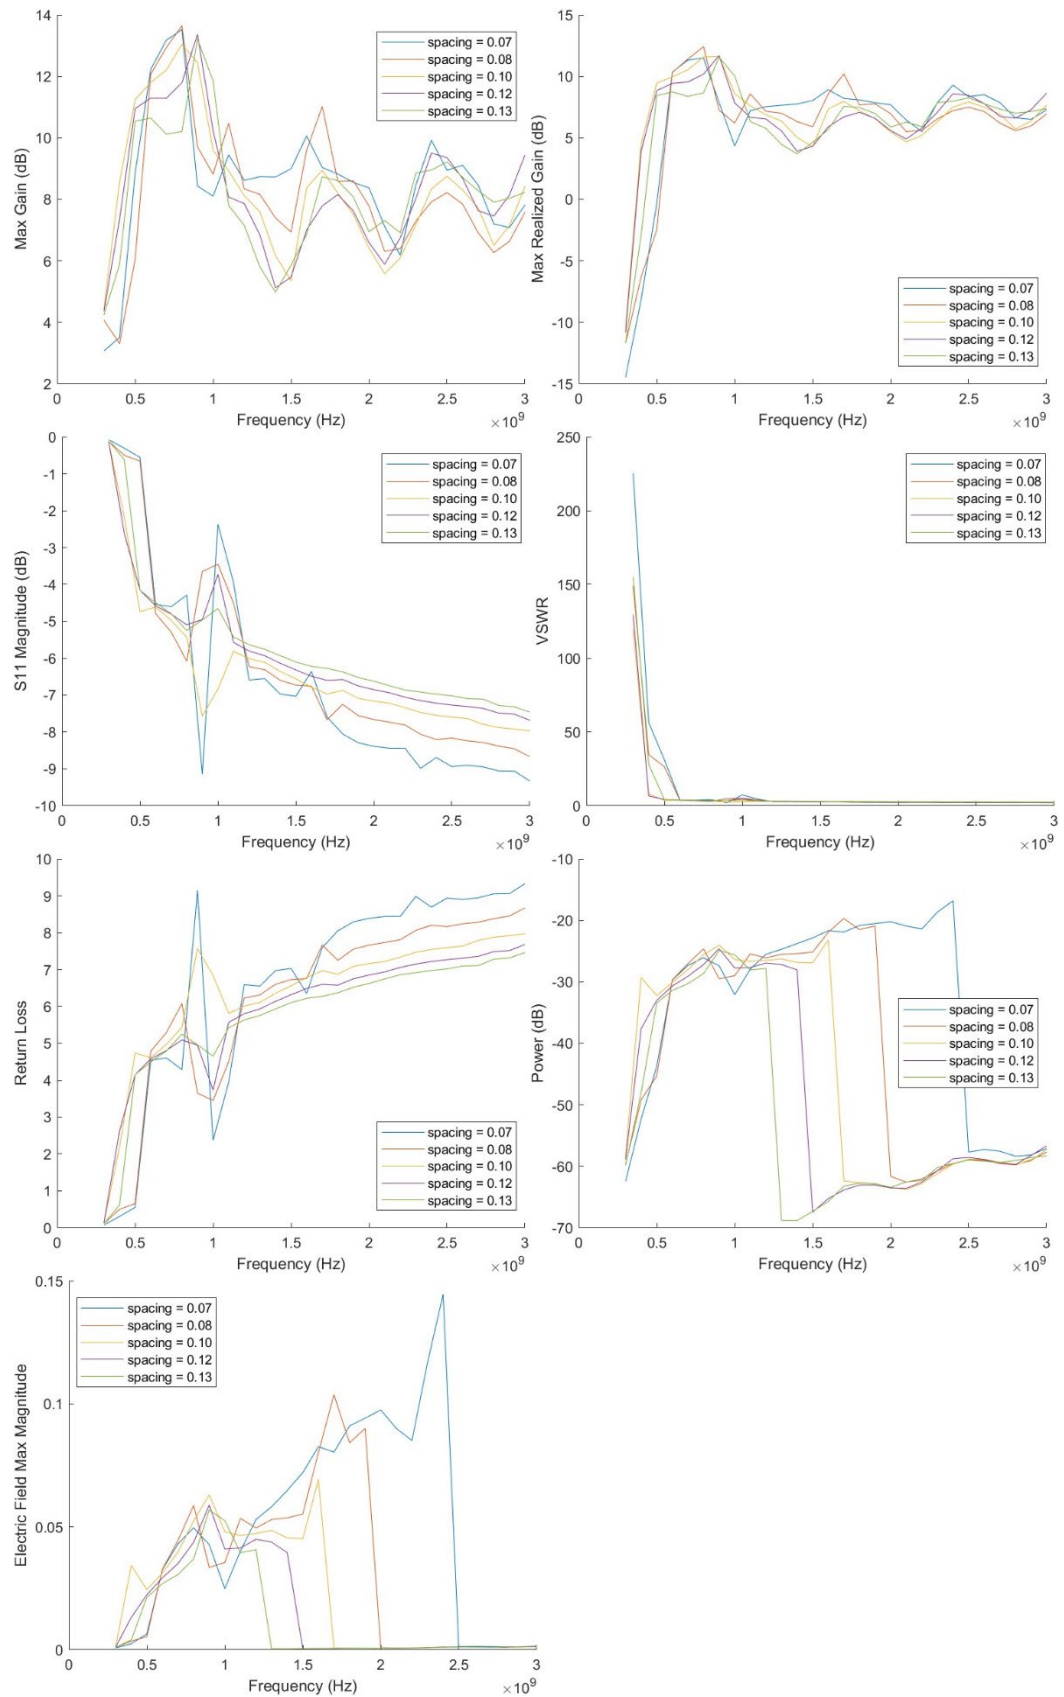 14
12
10
8
6
4
2
Max Gain (dB)
spacing = 0.07
spacing = 0.08
spacing = 0.10
spacing = 0.12
spacing = 0.13
0 0.5 1 1.5 2 2.5 3
Frequency (Hz)
×10^9
15
10
5
0
-5
-10
-15
Max Realized Gain (dB)
spacing = 0.07
spacing = 0.08
spacing = 0.10
spacing = 0.12
spacing = 0.13
0 0.5 1 1.5 2 2.5 3
Frequency (Hz)
×10^9
0
-1
-2
-3
-4
-5
-6
-7
-8
-9
-10
S11 Magnitude (dB)
spacing = 0.07
spacing = 0.08
spacing = 0.10
spacing = 0.12
spacing = 0.13
0 0.5 1 1.5 2 2.5 3
Frequency (Hz)
×10^9
250
200
150
100
50
0
VSWR
spacing = 0.07
spacing = 0.08
spacing = 0.10
spacing = 0.12
spacing = 0.13
0 0.5 1 1.5 2 2.5 3
Frequency (Hz)
×10^9
10
9
8
7
6
5
4
3
2
1
0
Return Loss
spacing = 0.07
spacing = 0.08
spacing = 0.10
spacing = 0.12
spacing = 0.13
0 0.5 1 1.5 2 2.5 3
Frequency (Hz)
×10^9
-10
-20
-30
-40
-50
-60
-70
Power (dB)
spacing = 0.07
spacing = 0.08
spacing = 0.10
spacing = 0.12
spacing = 0.13
0 0.5 1 1.5 2 2.5 3
Frequency (Hz)
×10^9
0.15
0.1
0.05
0
Electric Field Max Magnitude
spacing = 0.07
spacing = 0.08
spacing = 0.10
spacing = 0.12
spacing = 0.13
0 0.5 1 1.5 2 2.5 3
Frequency (Hz)
×10^9